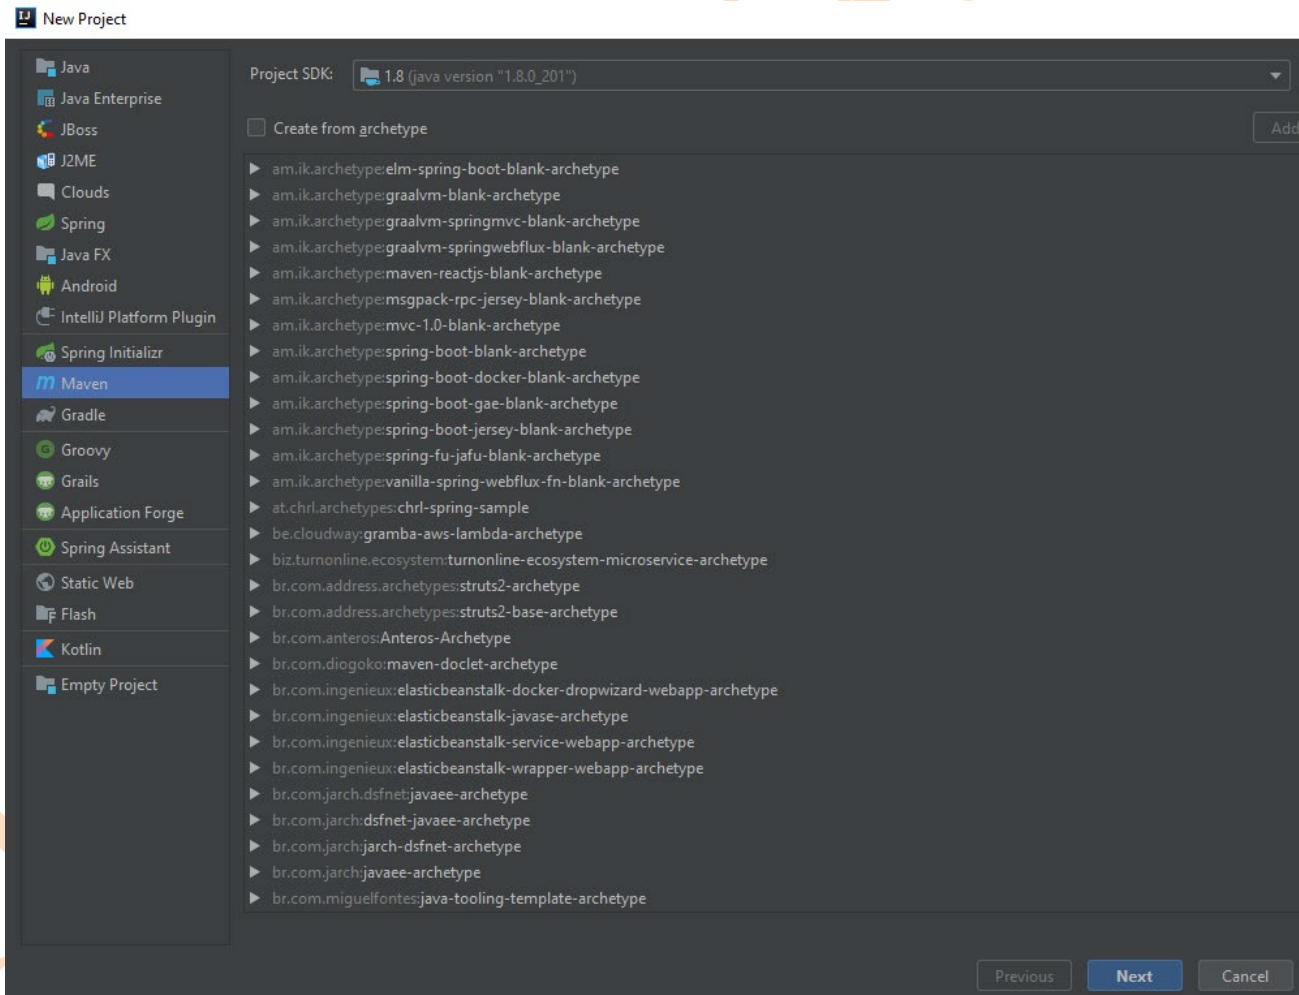 New Project
Java
Java Enterprise
JBoss
J2ME
Clouds
Spring
Java FX
Android
IntelliJ Platform Plugin
Spring Initializr
Maven
Gradle
Groovy
Grails
Application Forge
Spring Assistant
Static Web
Flash
Kotlin
Empty Project
Project SDK: 1.8 (java version "1.8.0_201")
Create from archetype
Add
am.ik.archetype:elm-spring-boot-blank-archetype
am.ik.archetype:graalvm-blank-archetype
am.ik.archetype:graalvm-springmvc-blank-archetype
am.ik.archetype:graalvm-springwebflux-blank-archetype
am.ik.archetype:maven-reactjs-blank-archetype
am.ik.archetype:msgpack-rpc-jersey-blank-archetype
am.ik.archetype:mvc-1.0-blank-archetype
am.ik.archetype:spring-boot-blank-archetype
am.ik.archetype:spring-boot-docker-blank-archetype
am.ik.archetype:spring-boot-gae-blank-archetype
am.ik.archetype:spring-boot-jersey-blank-archetype
am.ik.archetype:spring-fu-jafu-blank-archetype
am.ik.archetype:vanilla-spring-webflux-fn-blank-archetype
at.chrl.archetypes:chrl-spring-sample
be.cloudway:gramba-aws-lambda-archetype
biz.turnonline.ecosystem:turnonline-ecosystem-microservice-archetype
br.com.address.archetypes:struts2-archetype
br.com.address.archetypes:struts2-base-archetype
br.com.anteros:Anteros-Archetype
br.com.diogoko:maven-doclet-archetype
br.com.ingenieux:elasticbeanstalk-docker-dropwizard-webapp-archetype
br.com.ingenieux:elasticbeanstalk-javase-archetype
br.com.ingenieux:elasticbeanstalk-service-webapp-archetype
br.com.ingenieux:elasticbeanstalk-wrapper-webapp-archetype
br.com.jarch.dsfnet:javaee-archetype
br.com.jarch:dsfnet-javaee-archetype
br.com.jarch:jarch-dsfnet-archetype
br.com.jarch:javaee-archetype
br.com.miguelfontes:java-tooling-template-archetype
Previous
Next
Cancel